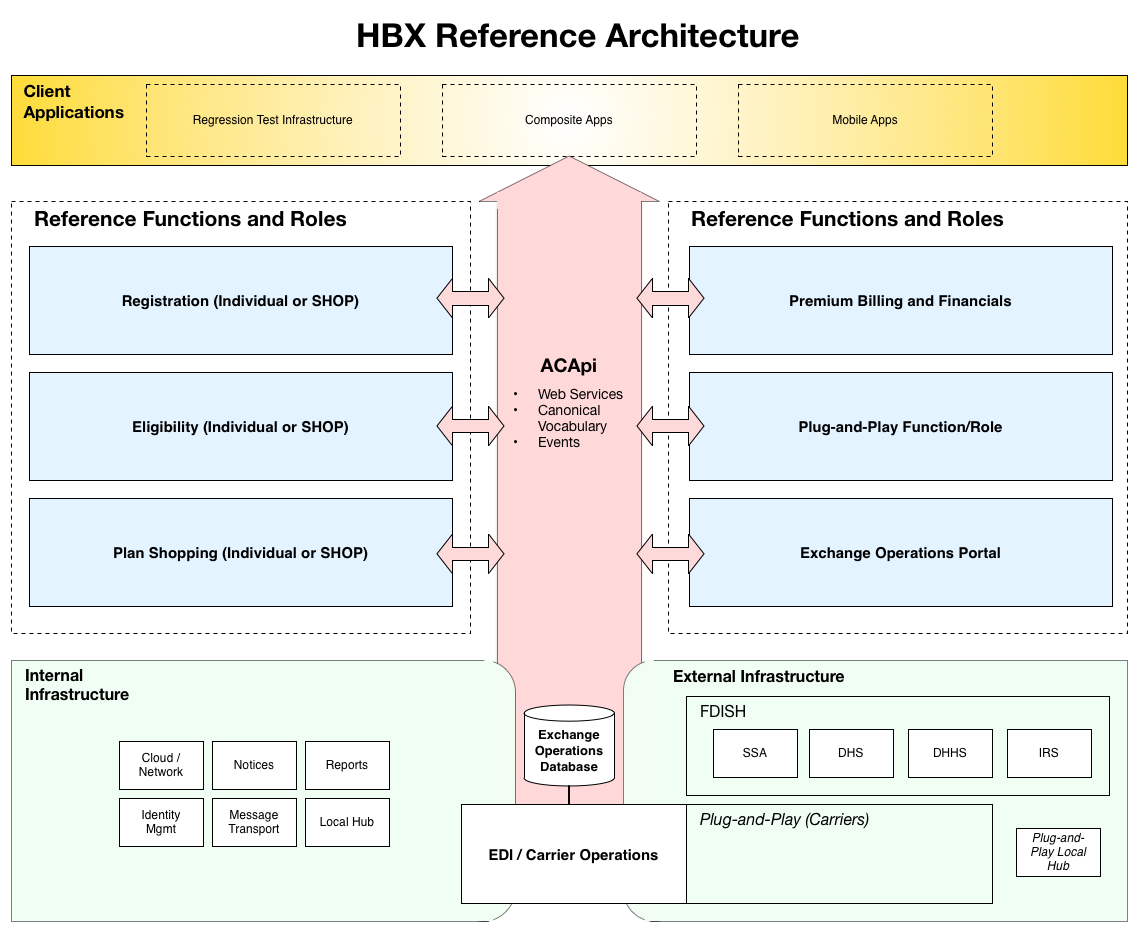 HBX Reference Architecture
Client
Applications
Regression Test Infrastructure
Composite Apps
Mobile Apps
Reference Functions and Roles
Registration (Individual or SHOP)
Eligibility (Individual or SHOP)
Plan Shopping (Individual or SHOP)
ACApi
• Web Services
• Canonical
Vocabulary
• Events
Reference Functions and Roles
Premium Billing and Financials
Plug-and-Play Function/Role
Exchange Operations Portal
Internal
Infrastructure
Cloud /
Network
Notices
Reports
Identity
Mgmt
Message
Transport
Local Hub
Exchange
Operations
Database
EDI / Carrier Operations
External Infrastructure
FDISH
SSA
DHS
DHHS
IRS
Plug-and-Play (Carriers)
Plug-and-
Play Local
Hub